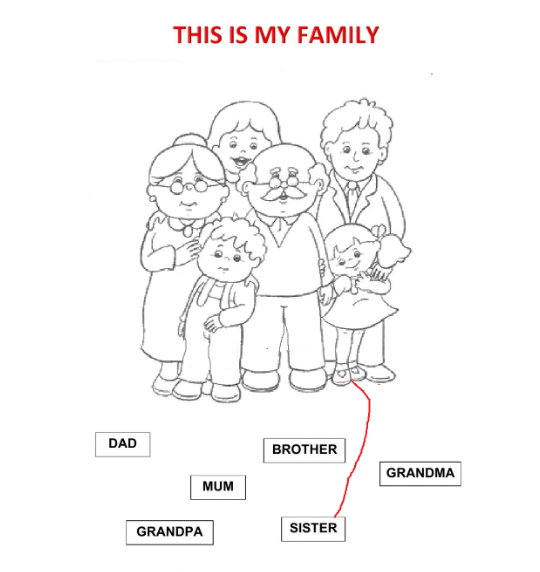 THIS IS MY FAMILY
DAD
BROTHER
GRANDMA
MUM
GRANDPA
SISTER